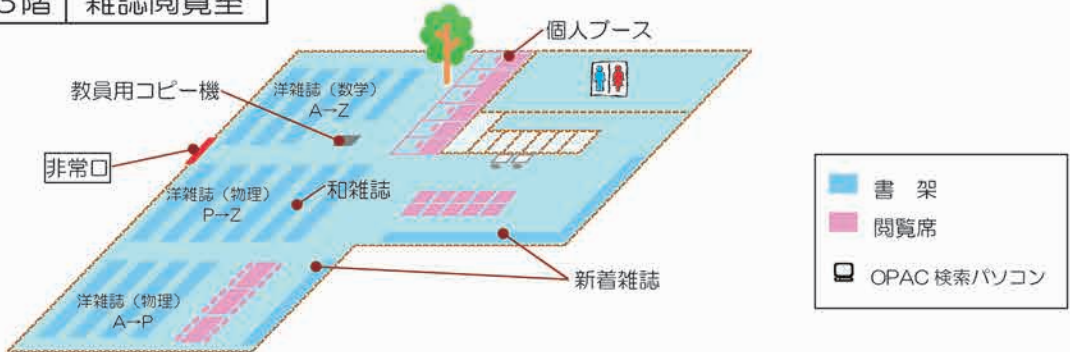 3階 雑誌閲覧室
個人ブース
教員用コピー機
洋雑誌(数学)
A→Z
非常口
洋雑誌(物理)
P→Z
和雑誌
新着雑誌
洋雑誌(物理)
A→P
書 架
閲覧席
OPAC 検索パソコン